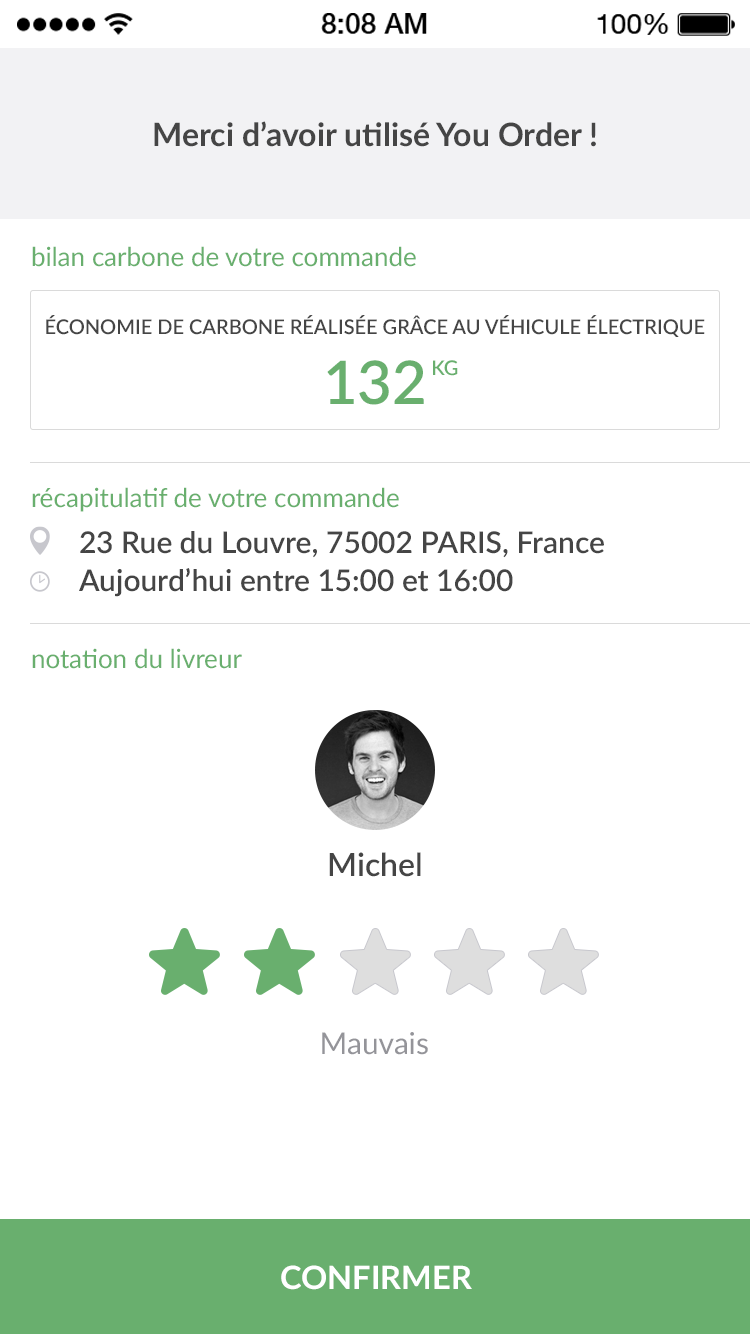 8:08 AM 100%
Merci d’avoir utilisé You Order !
bilan carbone de votre commande
ÉCONOMIE DE CARBONE RÉALISÉE GRÂCE AU VÉHICULE ÉLECTRIQUE
132 KG
récapitulatif de votre commande
23 Rue du Louvre, 75002 PARIS, France
Aujourd’hui entre 15:00 et 16:00
notation du livreur
Michel
Mauvais
CONFIRMER